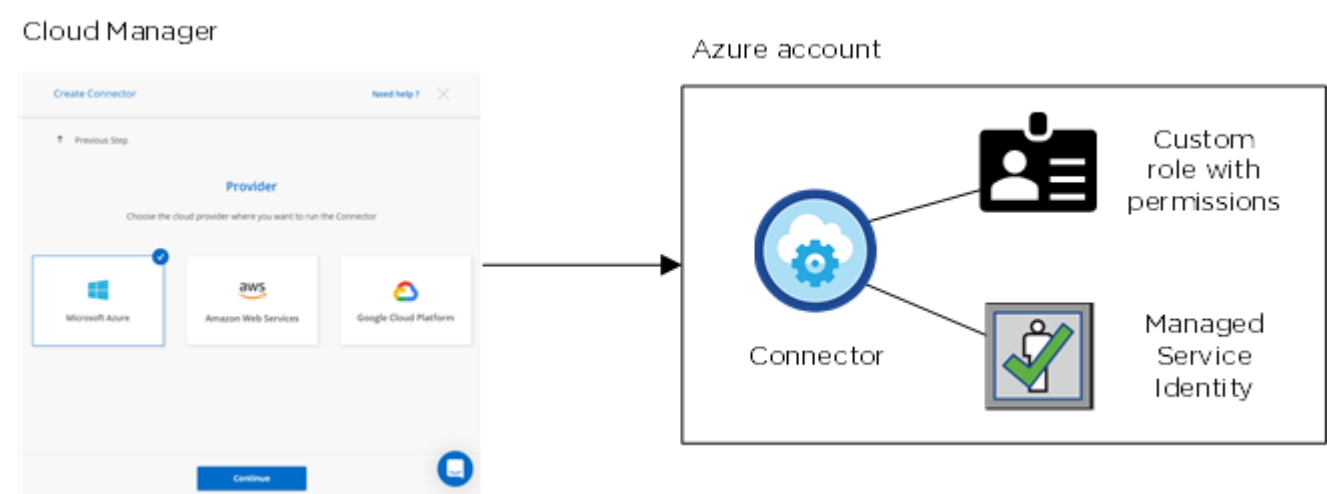 Cloud Manager
Create Connector
Need help ?
Previous Step
Provider
Choose the cloud provider where you want to run the Connector
Microsoft Azure
aws
Amazon Web Services
Google Cloud Platform
Continue
Azure account
Connector
Custom
role with
permissions
Managed
Service
Identity